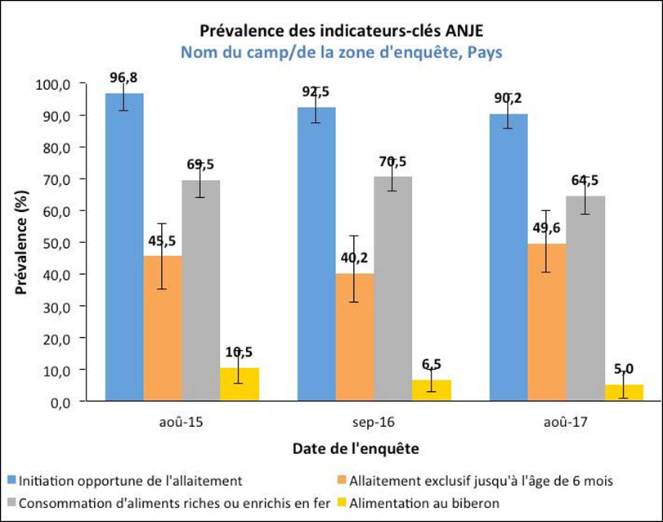 Prévalence des indicateurs-clés ANJE
Nom du camp/de la zone d'enquête, Pays
Prévalence (%)
100,0
90,0
80,0
70,0
60,0
50,0
40,0
30,0
20,0
10,0
0,0
96,8
45,5
69,5
10,5
92,5
40,2
70,5
6,5
90,2
49,6
64,5
5,0
aoû-15
sep-16
aoû-17
Date de l'enquête
Initiation opportune de l'allaitement
Allaitement exclusif jusqu'à l'âge de 6 mois
Consommation d'aliments riches ou enrichis en fer
Alimentation au biberon